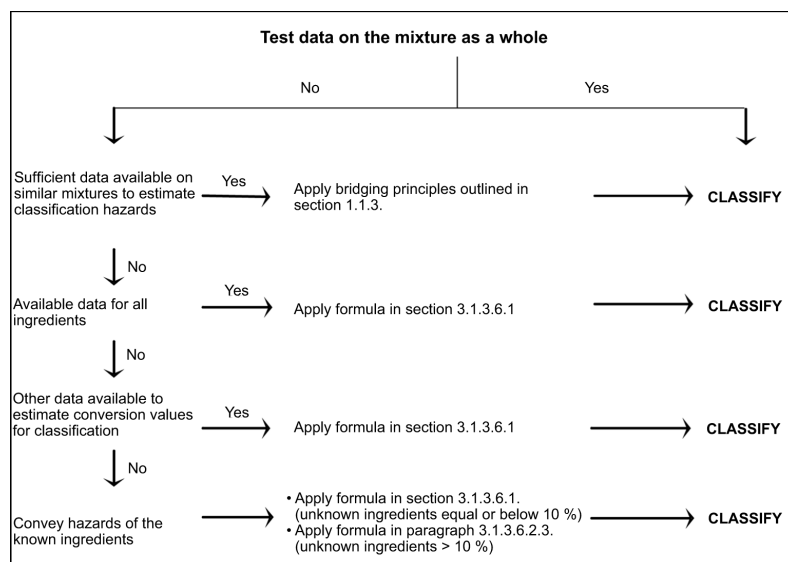 Test data on the mixture as a whole
No
Yes
Sufficient data available on
similar mixtures to estimate
classification hazards
Yes
Apply bridging principles outlined in
section 1.1.3.
CLASSIFY
No
Available data for all
ingredients
Yes
Apply formula in section 3.1.3.6.1
CLASSIFY
No
Other data available to
estimate conversion values
for classification
Yes
Apply formula in section 3.1.3.6.1
CLASSIFY
No
Convey hazards of the
known ingredients
• Apply formula in section 3.1.3.6.1.
(unknown ingredients equal or below 10 %)
• Apply formula in paragraph 3.1.3.6.2.3.
(unknown ingredients > 10 %)
CLASSIFY